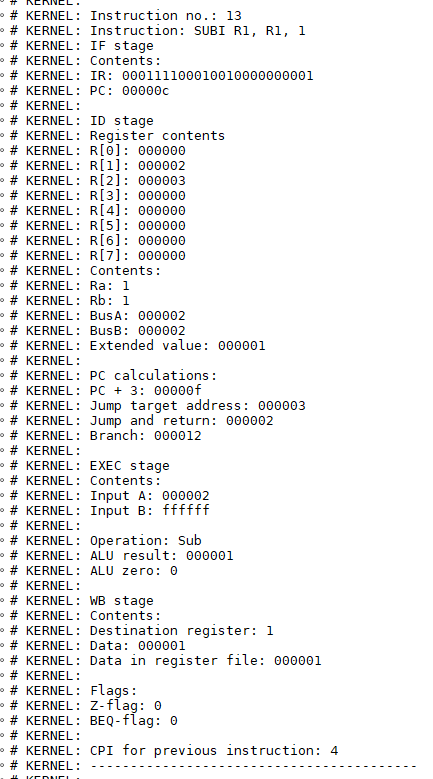 # KERNEL:
# KERNEL: Instruction no.: 13
# KERNEL: Instruction: SUBI R1, R1, 1
# KERNEL: IF stage
# KERNEL: Contents:
# KERNEL: IR: 000111100010010000000001
# KERNEL: PC: 00000c
# KERNEL:
# KERNEL: ID stage
# KERNEL: Register contents
# KERNEL: R[0]: 000000
# KERNEL: R[1]: 000002
# KERNEL: R[2]: 000003
# KERNEL: R[3]: 000000
# KERNEL: R[4]: 000000
# KERNEL: R[5]: 000000
# KERNEL: R[6]: 000000
# KERNEL: R[7]: 000000
# KERNEL: Contents:
# KERNEL: Ra: 1
# KERNEL: Rb: 1
# KERNEL: BusA: 000002
# KERNEL: BusB: 000002
# KERNEL: Extended value: 000001
# KERNEL:
# KERNEL: PC calculations:
# KERNEL: PC + 3: 00000f
# KERNEL: Jump target address: 000003
# KERNEL: Jump and return: 000002
# KERNEL: Branch: 000012
# KERNEL:
# KERNEL: EXEC stage
# KERNEL: Contents:
# KERNEL: Input A: 000002
# KERNEL: Input B: ffffff
# KERNEL:
# KERNEL: Operation: Sub
# KERNEL: ALU result: 000001
# KERNEL: ALU zero: 0
# KERNEL:
# KERNEL: WB stage
# KERNEL: Contents:
# KERNEL: Destination register: 1
# KERNEL: Data: 000001
# KERNEL: Data in register file: 000001
# KERNEL:
# KERNEL: Flags:
# KERNEL: Z-flag: 0
# KERNEL: BEQ-flag: 0
# KERNEL:
# KERNEL: CPI for previous instruction: 4
# KERNEL: -----------------------------------------
# KERNEL: